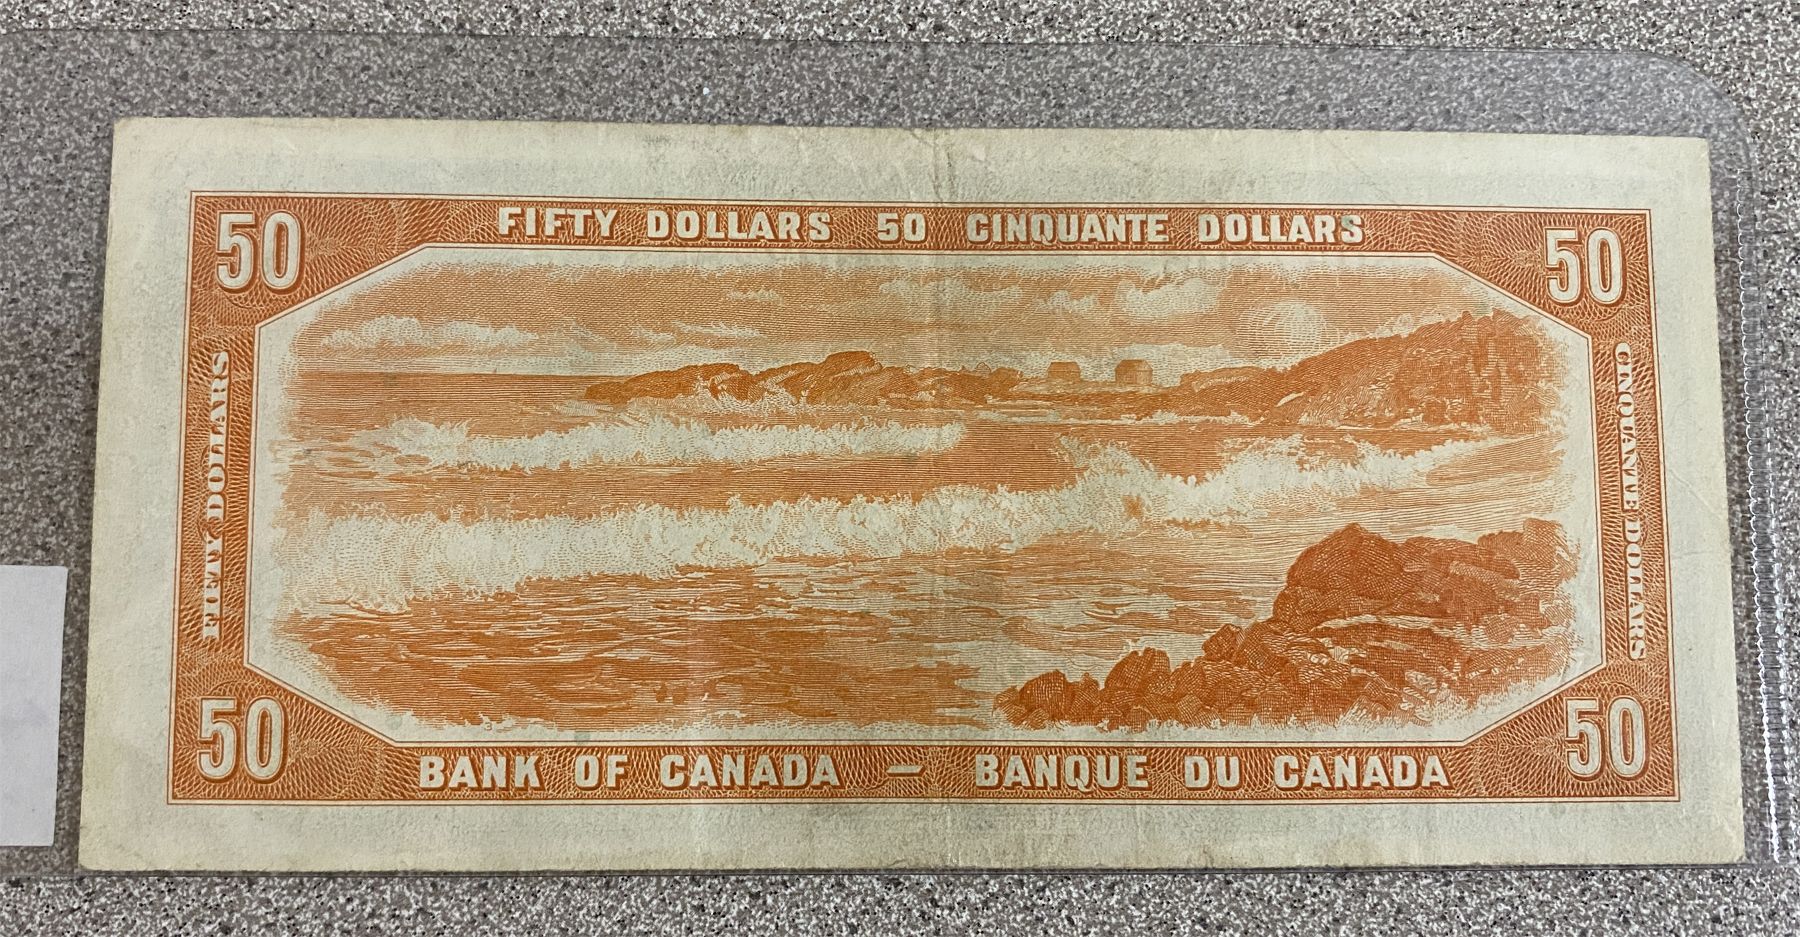 FIFTY DOLLARS 50 CINQUANTE DOLLARS
50
50
FIFTY DOLLARS
CINQUANTE DOLLARS
50
50
BANK OF CANADA — BANQUE DU CANADA